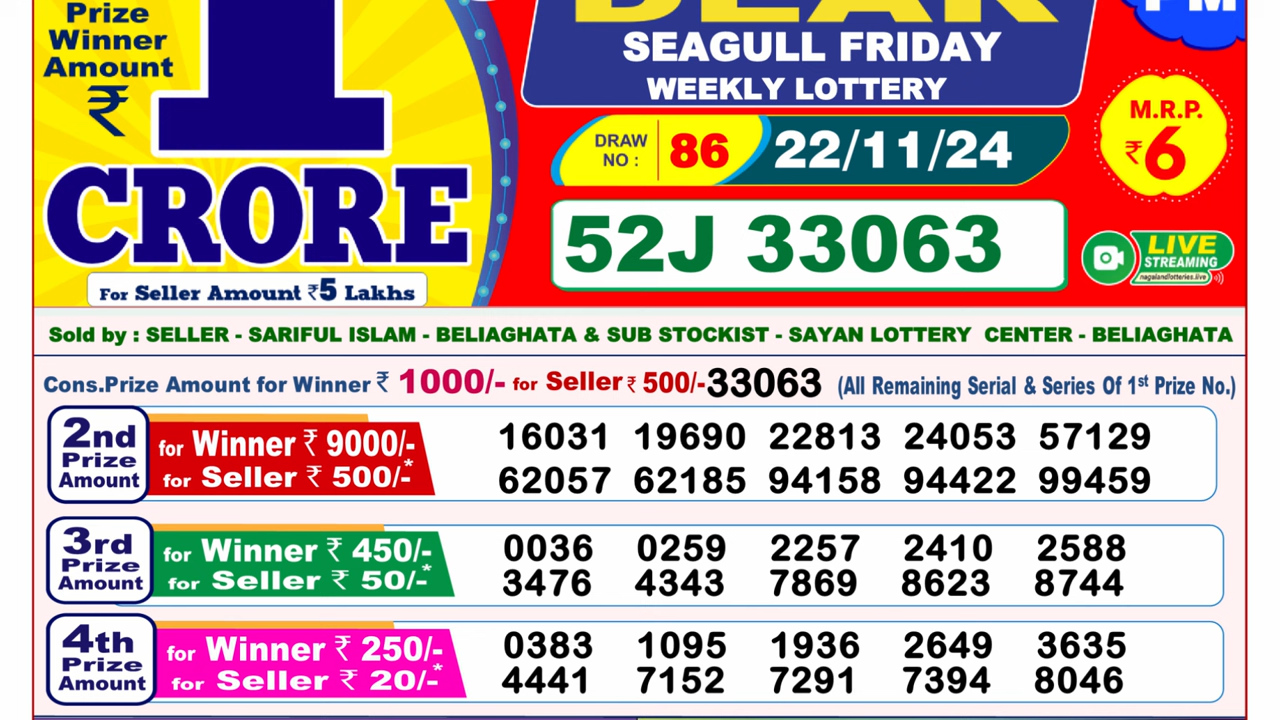 Prize
Winner
Amount
₹
1
CRORE
For Seller Amount ₹5 Lakhs
DEAR
SEAGULL FRIDAY
WEEKLY LOTTERY
PM
DRAW NO : 86 22/11/24
M.R.P.
₹6
52J 33063
LIVE
STREAMING
nagalandlotteries.live
Sold by : SELLER - SARIFUL ISLAM - BELIAGHATA & SUB STOCKIST - SAYAN LOTTERY CENTER - BELIAGHATA
Cons.Prize Amount for Winner ₹ 1000/- for Seller ₹ 500/- 33063 (All Remaining Serial & Series Of 1st Prize No.)
2nd
Prize
Amount
for Winner ₹ 9000/-
for Seller ₹ 500/-*
16031 19690 22813 24053 57129
62057 62185 94158 94422 99459
3rd
Prize
Amount
for Winner ₹ 450/-
for Seller ₹ 50/-*
0036 0259 2257 2410 2588
3476 4343 7869 8623 8744
4th
Prize
Amount
for Winner ₹ 250/-
for Seller ₹ 20/-*
0383 1095 1936 2649 3635
4441 7152 7291 7394 8046